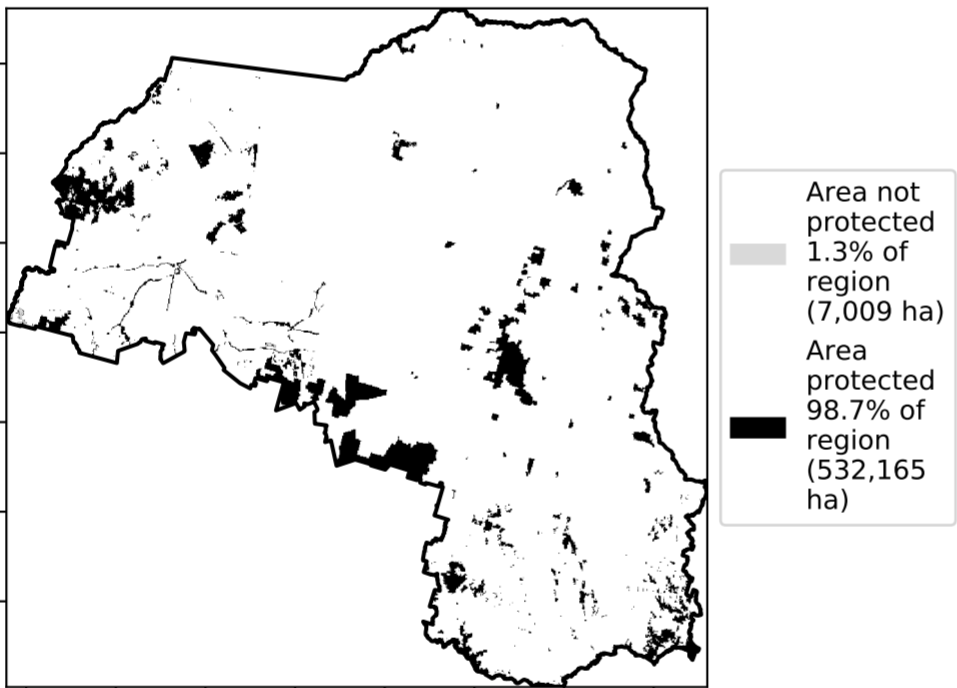 Area not
protected
1.3% of
region
(7,009 ha)
Area
protected
98.7% of
region
(532,165
ha)